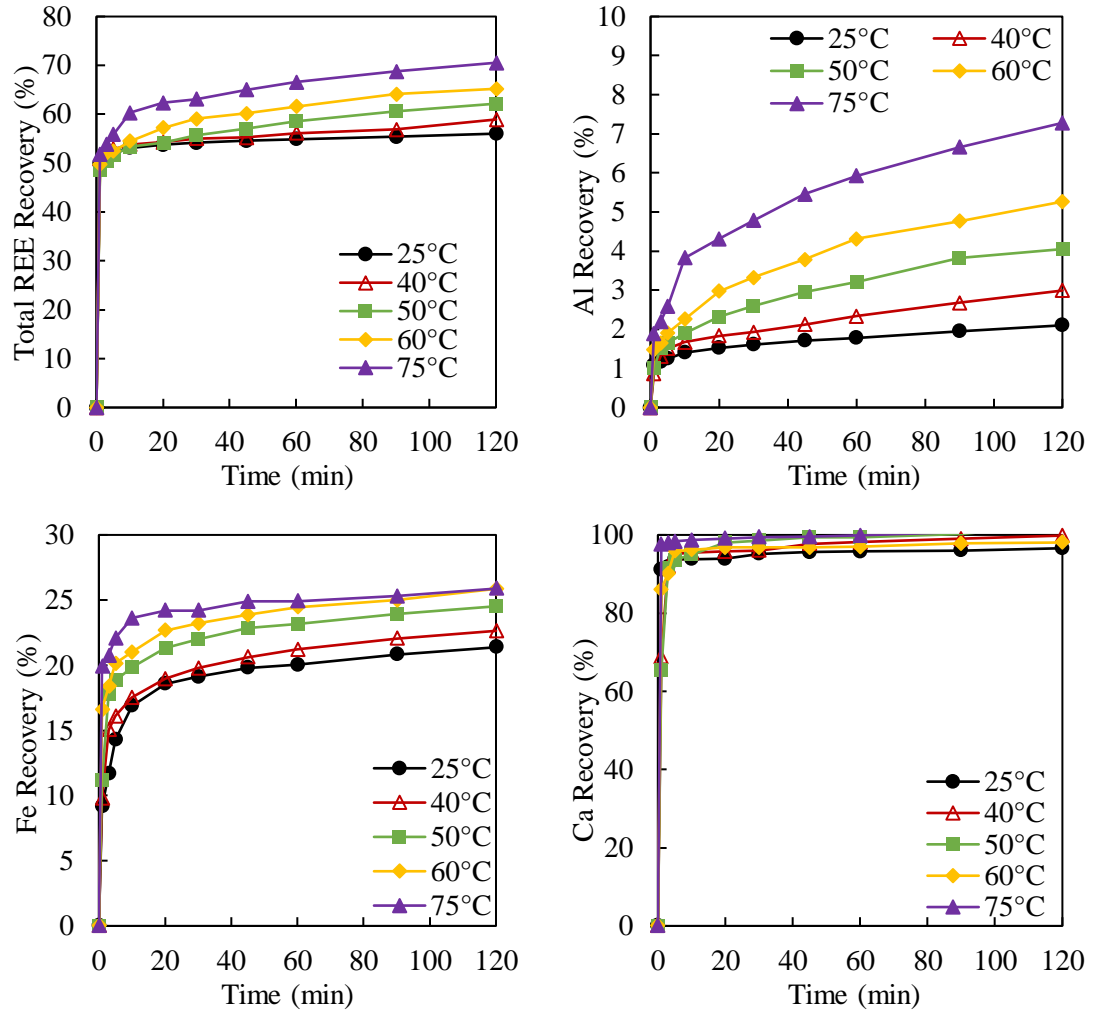 Total REE Recovery (%)
80
70
60
50
40
30
20
10
0
25°C
40°C
50°C
60°C
75°C
0 20 40 60 80 100 120
Time (min)
Al Recovery (%)
10
9
8
7
6
5
4
3
2
1
0
25°C 40°C
50°C 60°C
75°C
0 20 40 60 80 100 120
Time (min)
Fe Recovery (%)
30
25
20
15
10
5
0
25°C
40°C
50°C
60°C
75°C
0 20 40 60 80 100 120
Time (min)
Ca Recovery (%)
100
80
60
40
20
0
25°C
40°C
50°C
60°C
75°C
0 20 40 60 80 100 120
Time (min)